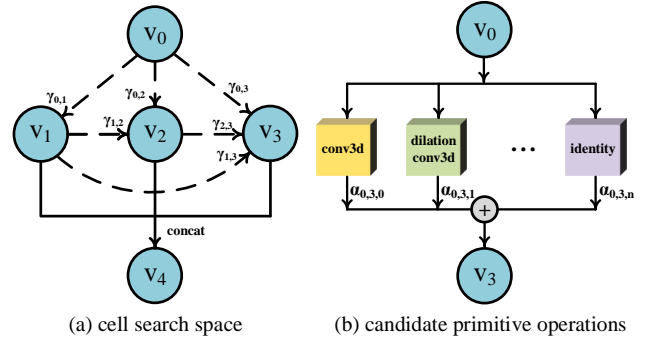 v0
γ0,1
γ0,2
γ0,3
v1
γ1,2
v2
γ2,3
v3
γ1,3
concat
v4
(a) cell search space
v0
conv3d
dilation
conv3d
...
identity
α0,3,0
α0,3,1
α0,3,n
+
v3
(b) candidate primitive operations